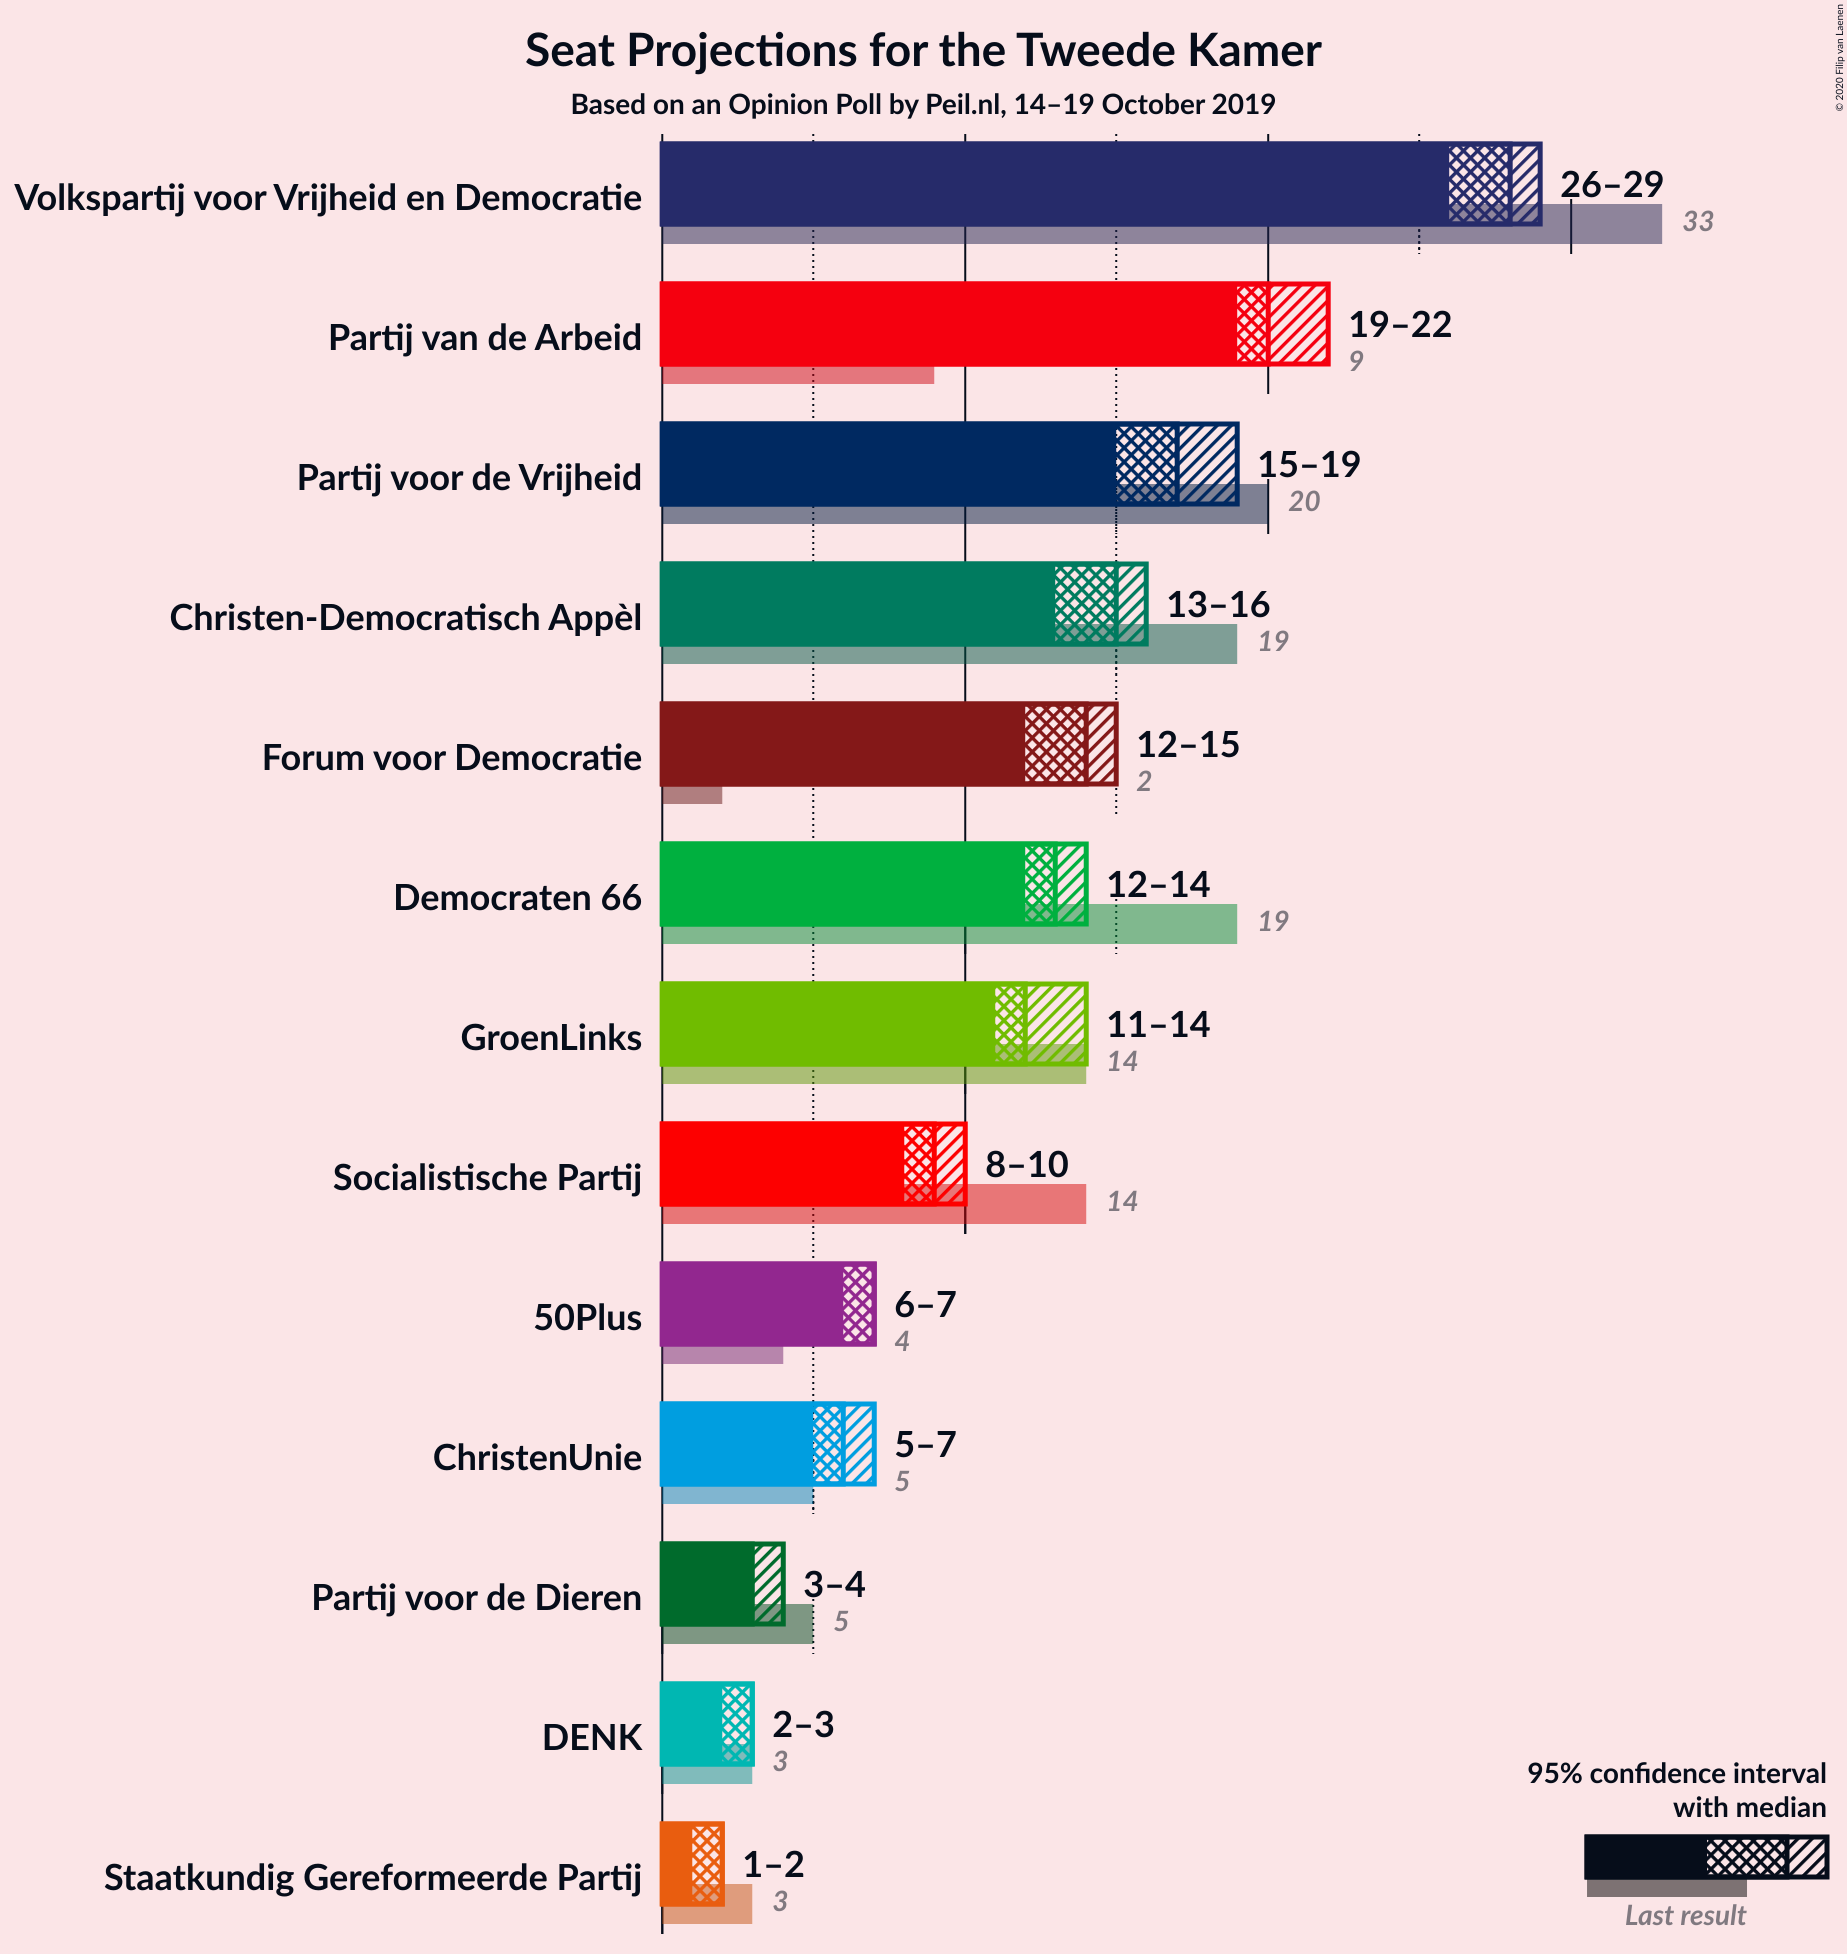 Seat Projections for the Tweede Kamer
Based on an Opinion Poll by Peil.nl, 14–19 October 2019
© 2020 Filip van Laenen
Volkspartij voor Vrijheid en Democratie
26–29
33
Partij van de Arbeid
19–22
9
Partij voor de Vrijheid
15–19
20
Christen-Democratisch Appèl
13–16
19
Forum voor Democratie
12–15
2
Democraten 66
12–14
19
GroenLinks
11–14
14
Socialistische Partij
8–10
14
50Plus
6–7
4
ChristenUnie
5–7
5
Partij voor de Dieren
3–4
5
DENK
2–3
3
Staatkundig Gereformeerde Partij
1–2
3
95% confidence interval
with median
Last result